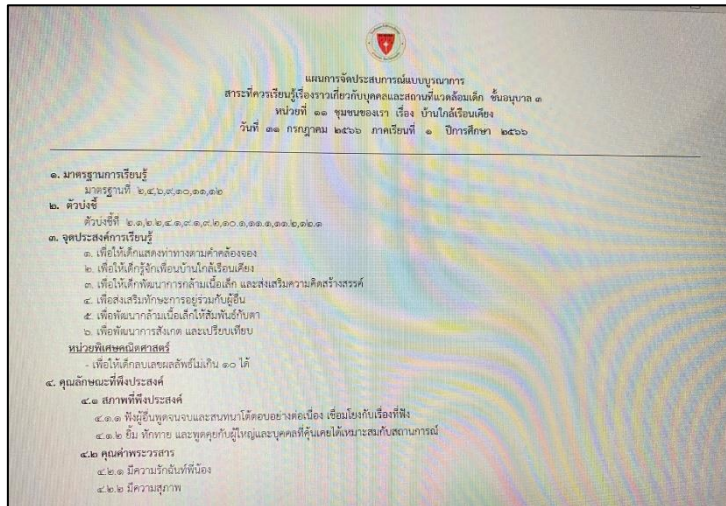 แผนการจัดประสบการณ์แบบบูรณาการ
สาระที่ควรเรียนรู้เรื่องราวเกี่ยวกับบุคคลและสถานที่แวดล้อมเด็ก ชั้นอนุบาล ๓
หน่วยที่ ๑๑ ชุมชนของเรา เรื่อง บ้านใกล้เรือนเคียง
วันที่ ๓๑ กรกฎาคม ๒๕๖๖ ภาคเรียนที่ ๑ ปีการศึกษา ๒๕๖๖
๑. มาตรฐานการเรียนรู้
มาตรฐานที่ ๒,๔,๖,๙,๑๐,๑๑,๑๒
๒. ตัวบ่งชี้
ตัวบ่งชี้ที่ ๒.๑,๒.๒,๔.๑,๙.๑,๙.๒,๑๐.๑,๑๑.๑,๑๑.๒,๑๒.๑
๓. จุดประสงค์การเรียนรู้
๑. เพื่อให้เด็กแสดงท่าทางตามคำคล้องจอง
๒. เพื่อให้เด็กรู้จักเพื่อนบ้านใกล้เรือนเคียง
๓. เพื่อให้เด็กพัฒนาการกล้ามเนื้อเล็ก และส่งเสริมความคิดสร้างสรรค์
๔. เพื่อส่งเสริมทักษะการอยู่ร่วมกับผู้อื่น
๕. เพื่อพัฒนากล้ามเนื้อเล็กให้สัมพันธ์กับตา
๖. เพื่อพัฒนาการสังเกต และเปรียบเทียบ
หน่วยพิเศษคณิตศาสตร์
- เพื่อให้เด็กลบเลขผลลัพธ์ไม่เกิน ๑๐ ได้
๔. คุณลักษณะที่พึงประสงค์
๔.๑ สภาพที่พึงประสงค์
๔.๑.๑ ฟังผู้อื่นพูดจนจบและสนทนาโต้ตอบอย่างต่อเนื่อง เชื่อมโยงกับเรื่องที่ฟัง
๔.๑.๒ ยิ้ม ทักทาย และพูดคุยกับผู้ใหญ่และบุคคลที่คุ้นเคยได้เหมาะสมกับสถานการณ์
๔.๒ คุณค่าพระวรสาร
๔.๒.๑ มีความรักฉันท์พี่น้อง
๔.๒.๒ มีความสุภาพ